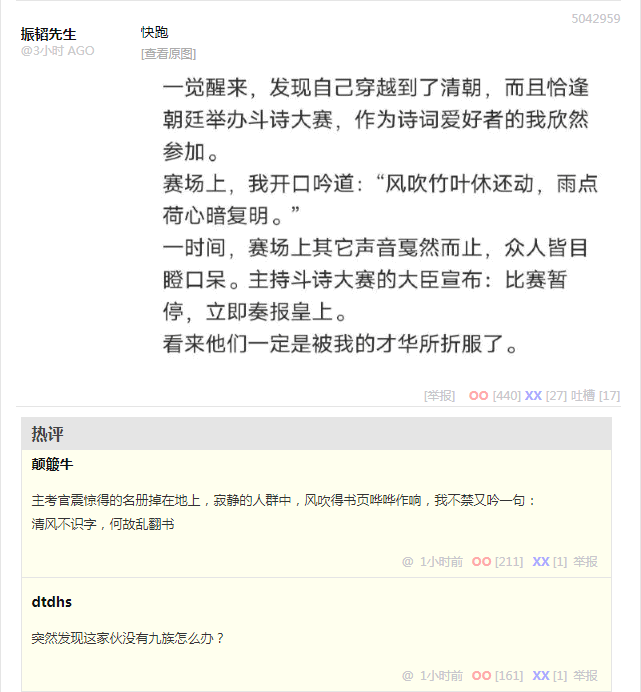 5042959
振韬先生
@3小时 AGO
快跑
[查看原图]
一觉醒来，发现自己穿越到了清朝，而且恰逢
朝廷举办斗诗大赛，作为诗词爱好者的我欣然
参加。
赛场上，我开口吟道：“风吹竹叶休还动，雨点
荷心暗复明。”
一时间，赛场上其它声音戛然而止，众人皆目
瞪口呆。主持斗诗大赛的大臣宣布：比赛暂
停，立即奏报皇上。
看来他们一定是被我的才华所折服了。
[举报] OO [440] XX [27] 吐槽 [17]
热评
颠簸牛
主考官震惊得的名册掉在地上，寂静的人群中，风吹得书页哗哗作响，我不禁又吟一句：
清风不识字，何故乱翻书
@ 1小时前 OO [211] XX [1] 举报
dtdhs
突然发现这家伙没有九族怎么办？
@ 1小时前 OO [161] XX [1] 举报